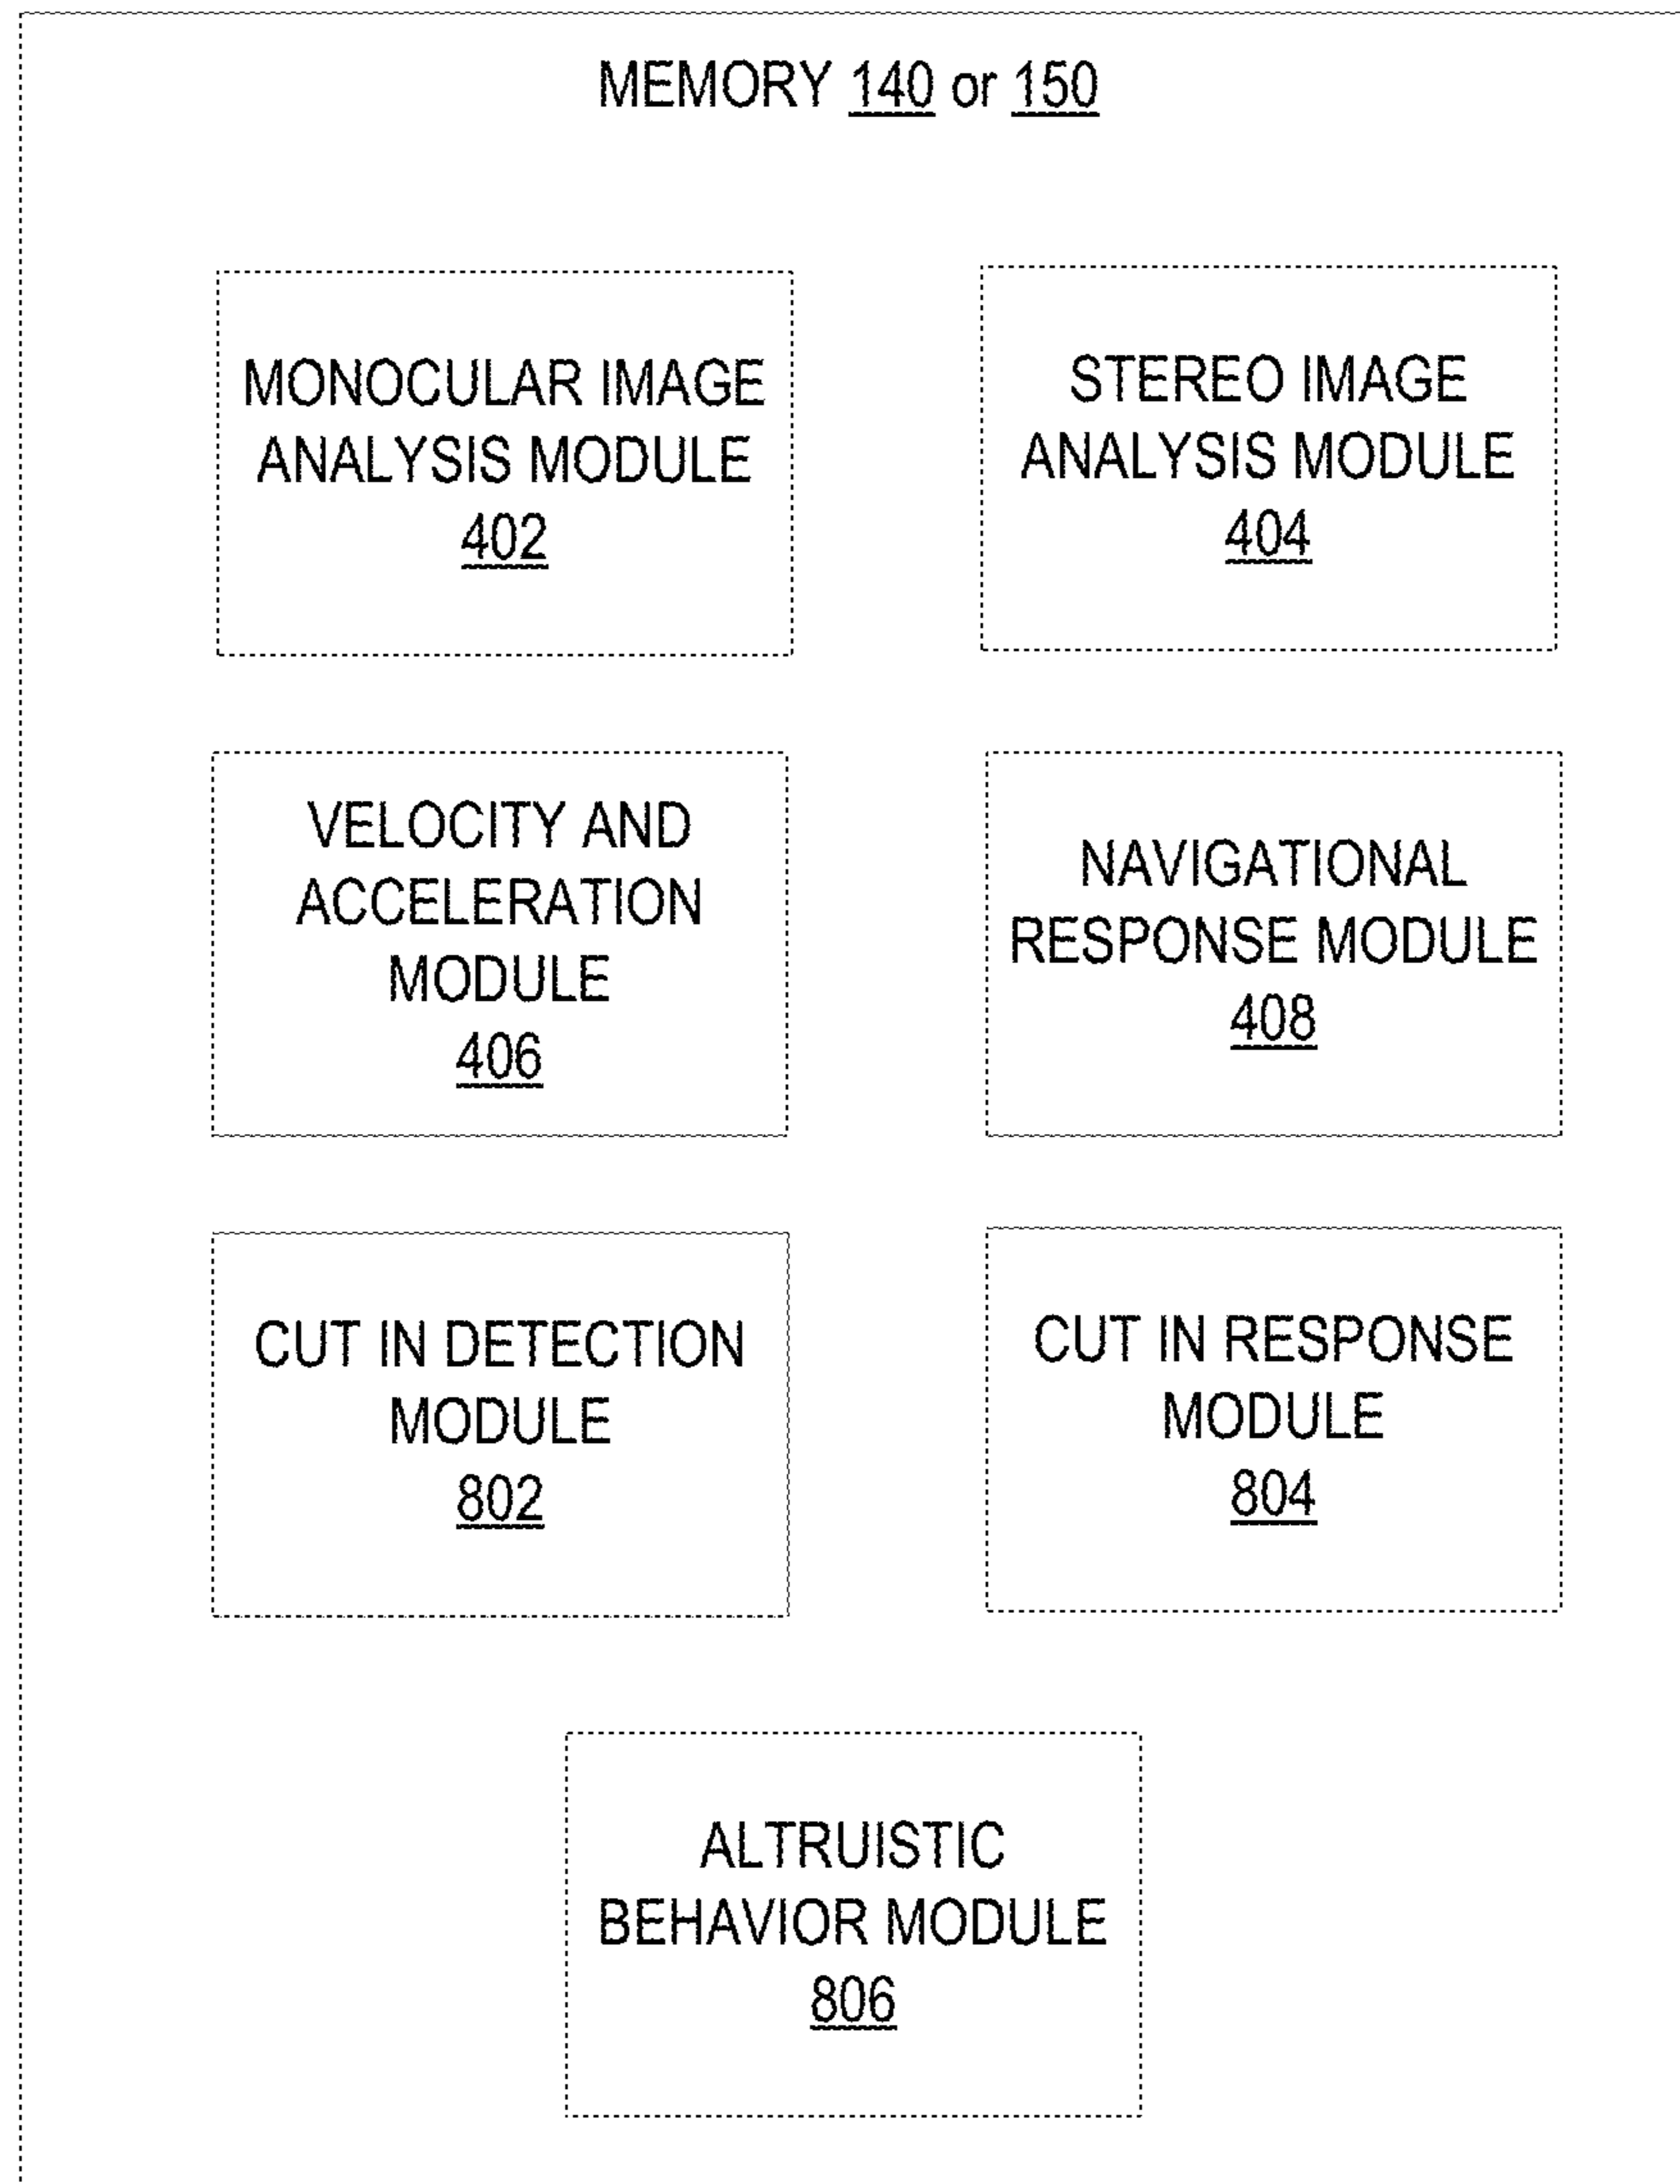 MEMORY 140 or 150
MONOCULAR IMAGE
ANALYSIS MODULE
402
STEREO IMAGE
ANALYSIS MODULE
404
VELOCITY AND
ACCELERATION
MODULE
406
NAVIGATIONAL
RESPONSE MODULE
408
CUT IN DETECTION
MODULE
802
CUT IN RESPONSE
MODULE
804
ALTRUISTIC
BEHAVIOR MODULE
806